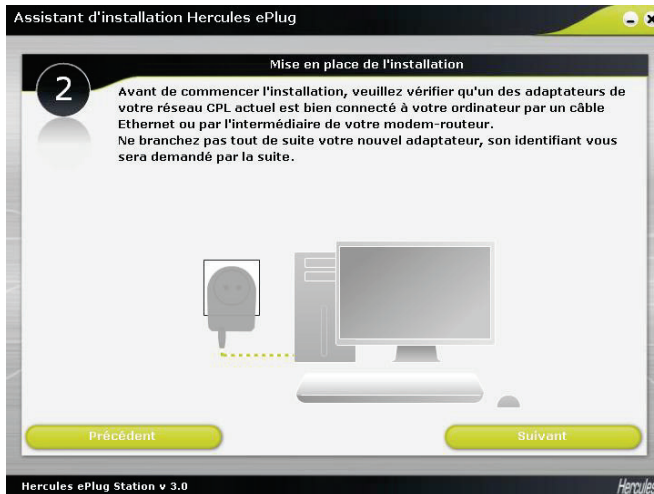 Assistant d'installation Hercules ePlug
Mise en place de l'installation
2
Avant de commencer l'installation, veuillez vérifier qu'un des adaptateurs de
votre réseau CPL actuel est bien connecté à votre ordinateur par un câble
Ethernet ou par l'intermédiaire de votre modem-routeur.
Ne branchez pas tout de suite votre nouvel adaptateur, son identifiant vous
sera demandé par la suite.
Précédent
Suivant
Hercules ePlug Station v 3.0
Hercules